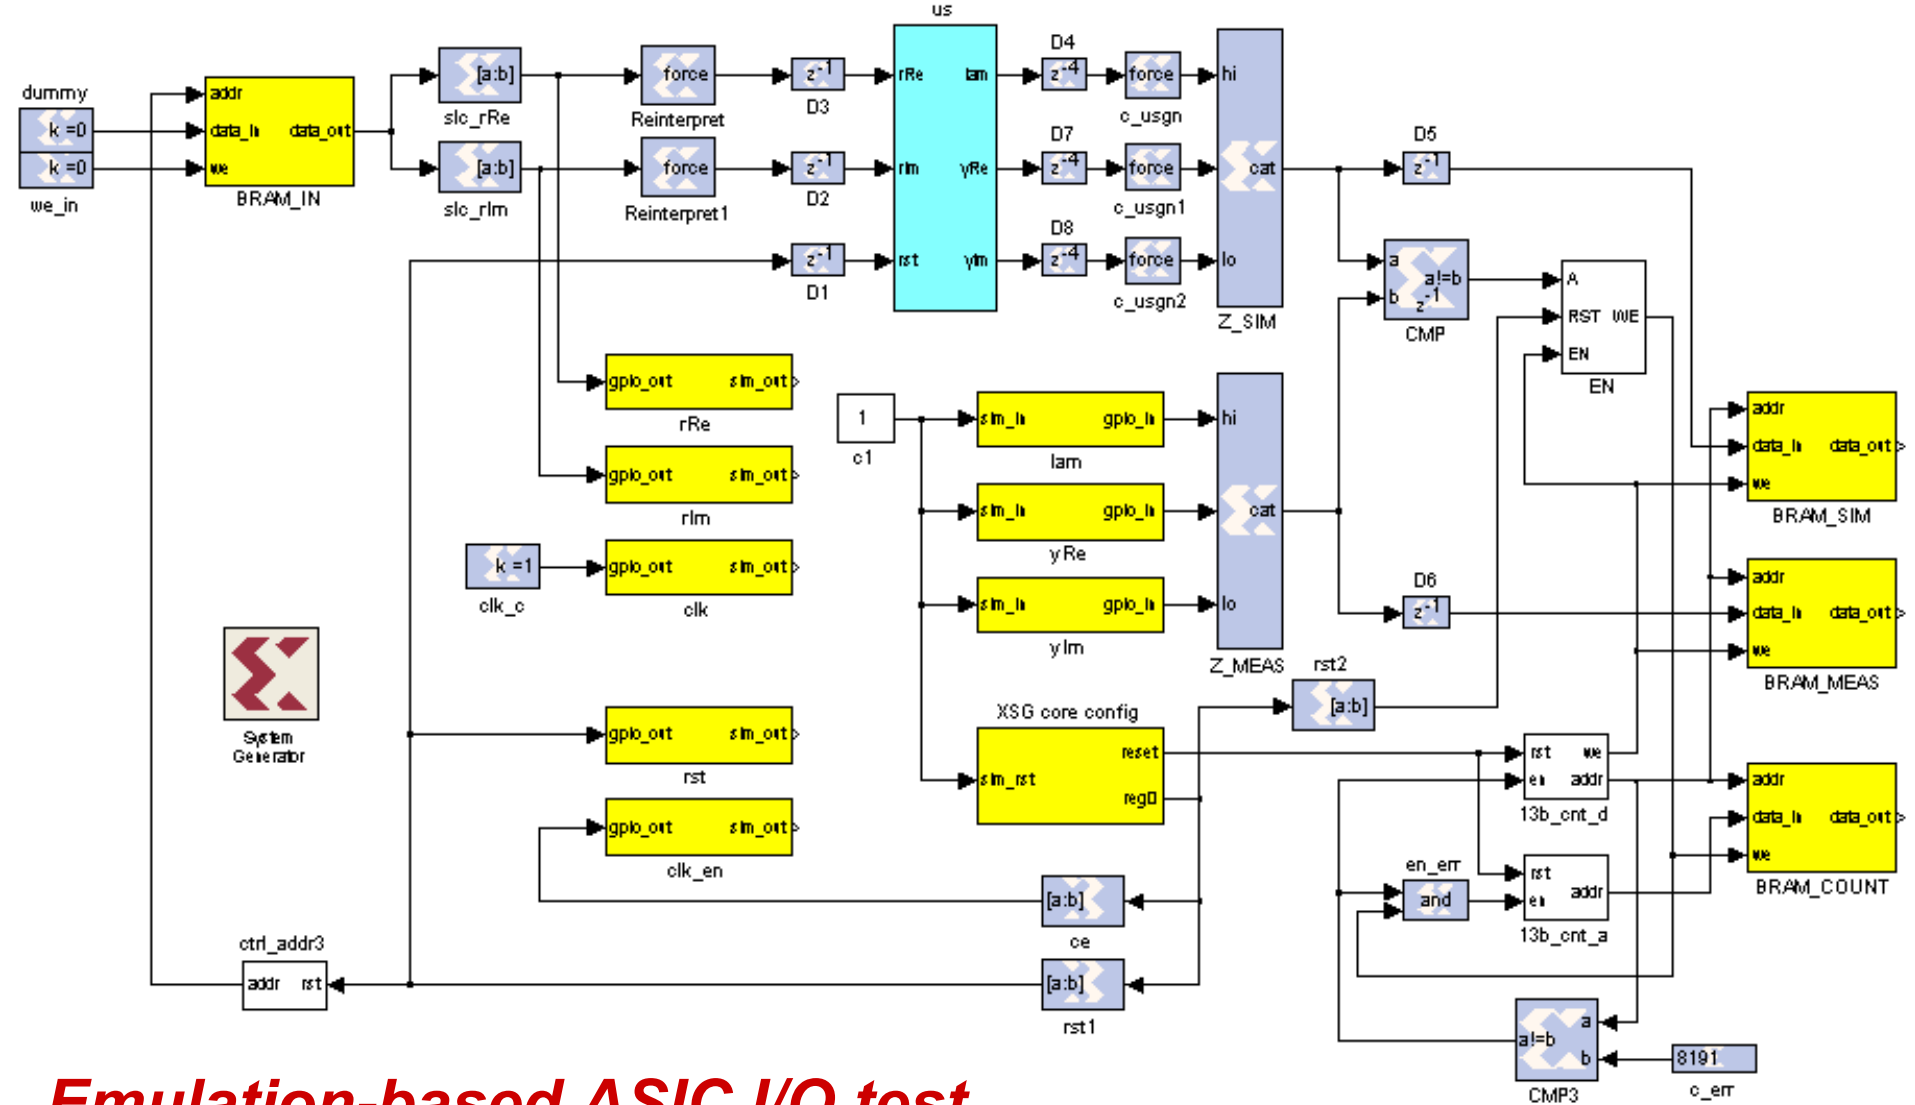 us
dummy
k =0
k =0
we_in
addr
data_in data_out
we
BRAM_IN
[a:b]
slc_rRe
[a:b]
slc_rIm
force
Reinterpret
force
Reinterpret1
z-1
D3
z-1
D2
z-1
D1
rRe lam
rIm yRe
rst yIm
D4
z-4
D7
z-4
D8
z-4
force
c_usgn
force
c_usgn1
force
c_usgn2
hi
cat
lo
Z_SIM
D5
z-1
a
a!=b
b z-1
CMP
A
RST WE
EN
EN
gpio_out sim_out
rRe
gpio_out sim_out
rIm
k =1
clk_c
gpio_out sim_out
clk
1
c1
sim_in gpio_in
lam
sim_in gpio_in
yRe
sim_in gpio_in
yIm
hi
cat
lo
Z_MEAS
addr
data_in data_out
we
BRAM_SIM
D6
z-1
addr
data_in data_out
we
BRAM_MEAS
System
Generator
gpio_out sim_out
rst
gpio_out sim_out
clk_en
XSG core config
reset
sim_rst
reg0
rst2
[a:b]
rst we
en addr
13b_cnt_d
addr
data_in data_out
we
BRAM_COUNT
en_err
and
rst
addr
en
13b_cnt_a
[a:b]
ce
ctrl_addr3
addr rst
[a:b]
rst1
a
a!=b
b
CMP3
8191
c_err
Emulation-based ASIC I/O test